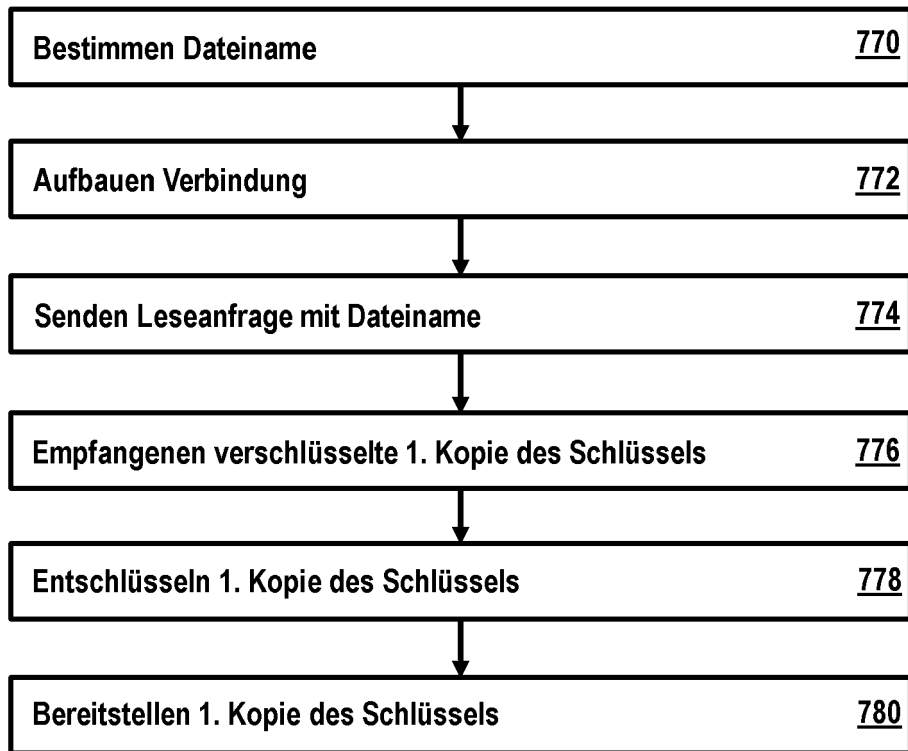 Bestimmen Dateiname 770
Aufbauen Verbindung 772
Senden Leseanfrage mit Dateiname 774
Empfangenen verschlüsselte 1. Kopie des Schlüssels 776
Entschlüsseln 1. Kopie des Schlüssels 778
Bereitstellen 1. Kopie des Schlüssels 780